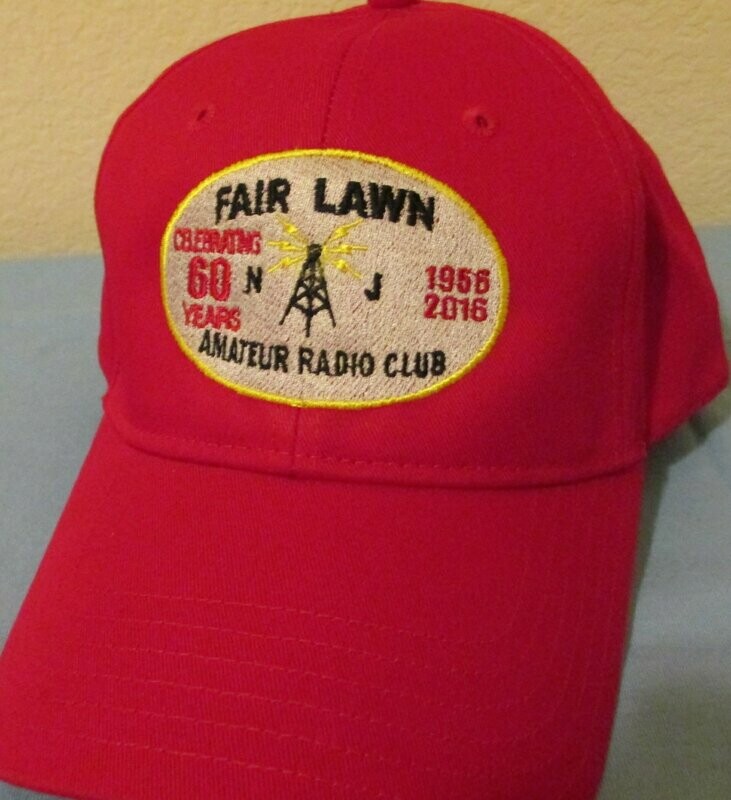 FAIR LAWN
CELEBRATING
60
YEARS
N J
1956
2016
AMATEUR RADIO CLUB